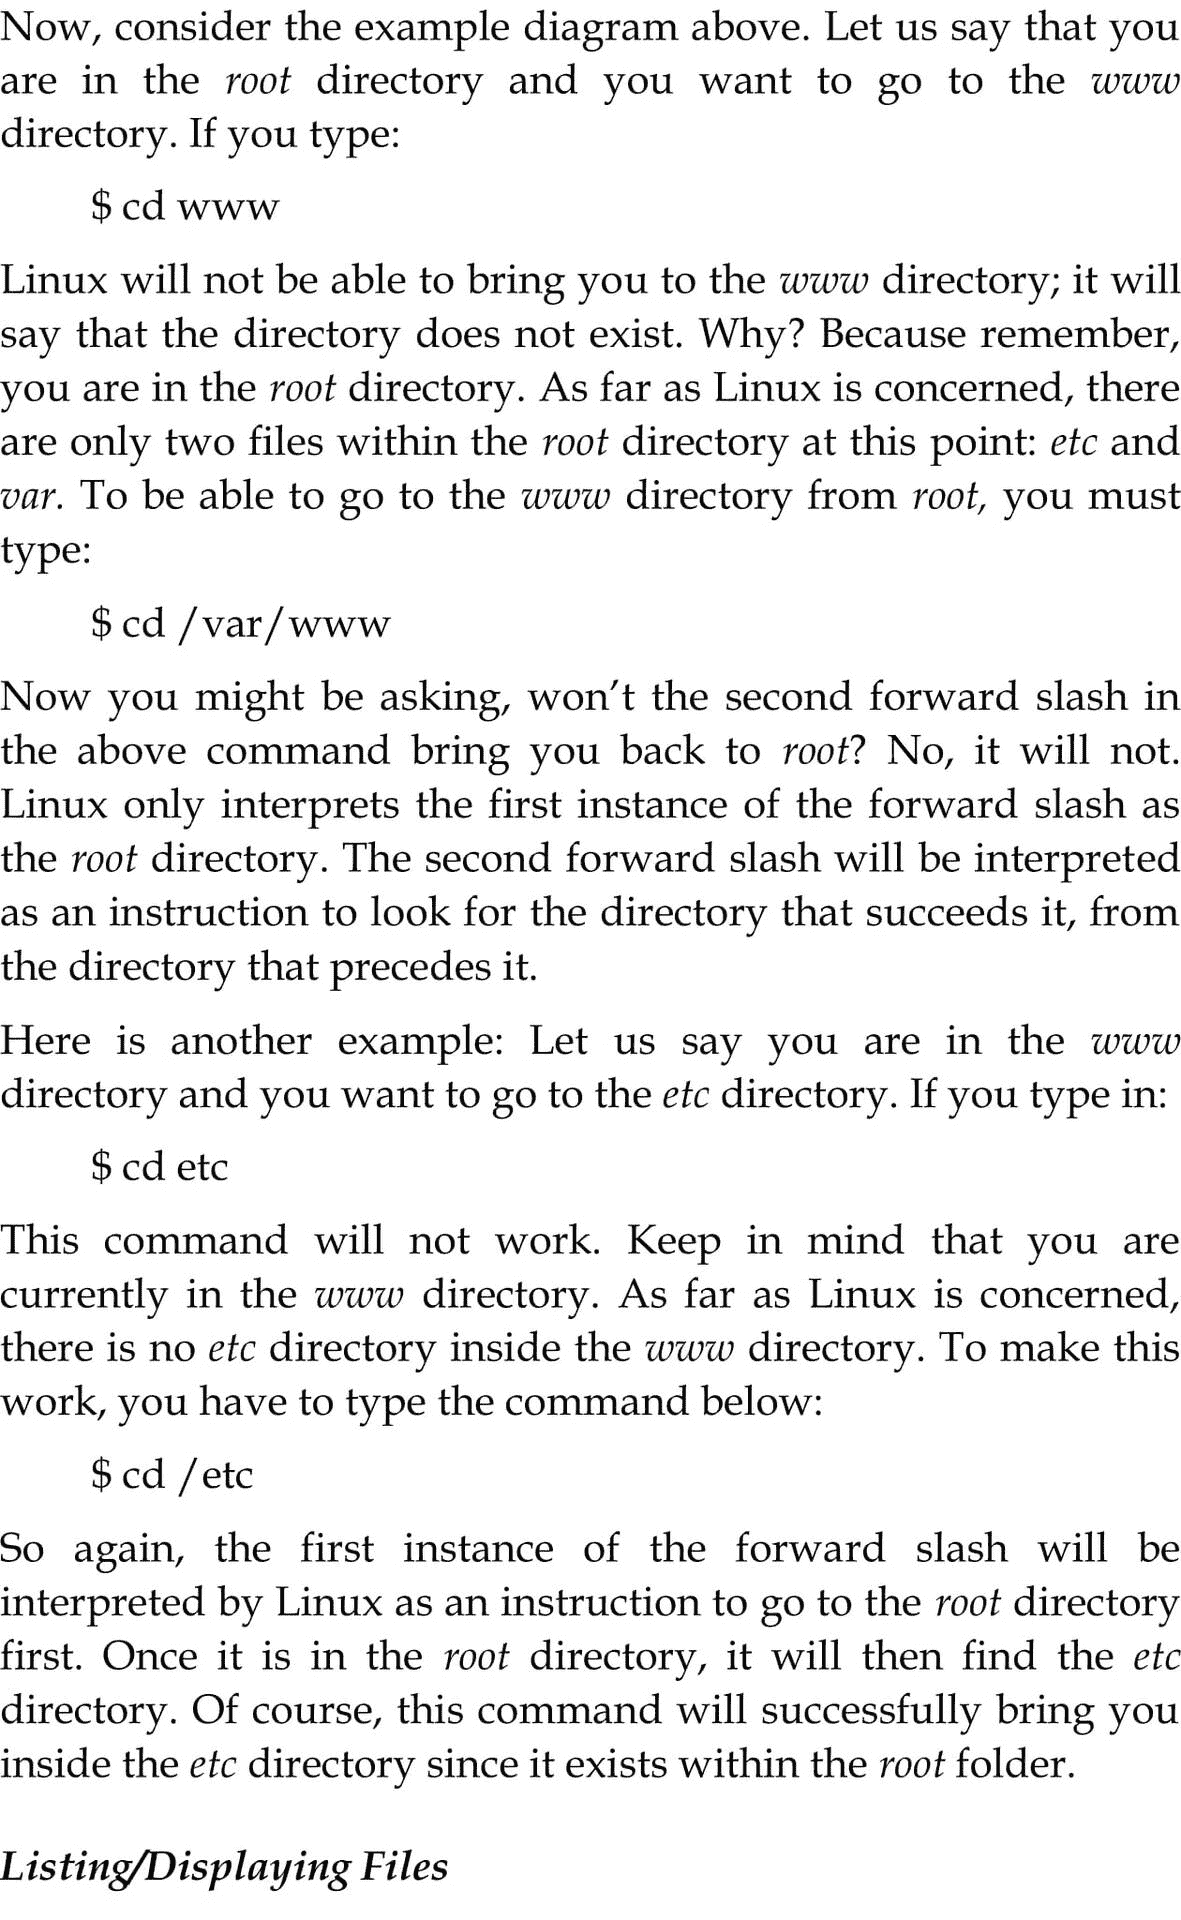 Now, consider the example diagram above. Let us say that you
are in the root directory and you want to go to the www
directory. If you type:
$ cd www
Linux will not be able to bring you to the www directory; it will
say that the directory does not exist. Why? Because remember,
you are in the root directory. As far as Linux is concerned, there
are only two files within the root directory at this point: etc and
var. To be able to go to the www directory from root, you must
type:
$ cd /var/www
Now you might be asking, won’t the second forward slash in
the above command bring you back to root? No, it will not.
Linux only interprets the first instance of the forward slash as
the root directory. The second forward slash will be interpreted
as an instruction to look for the directory that succeeds it, from
the directory that precedes it.
Here is another example: Let us say you are in the www
directory and you want to go to the etc directory. If you type in:
$ cd etc
This command will not work. Keep in mind that you are
currently in the www directory. As far as Linux is concerned,
there is no etc directory inside the www directory. To make this
work, you have to type the command below:
$ cd /etc
So again, the first instance of the forward slash will be
interpreted by Linux as an instruction to go to the root directory
first. Once it is in the root directory, it will then find the etc
directory. Of course, this command will successfully bring you
inside the etc directory since it exists within the root folder.
Listing/Displaying Files